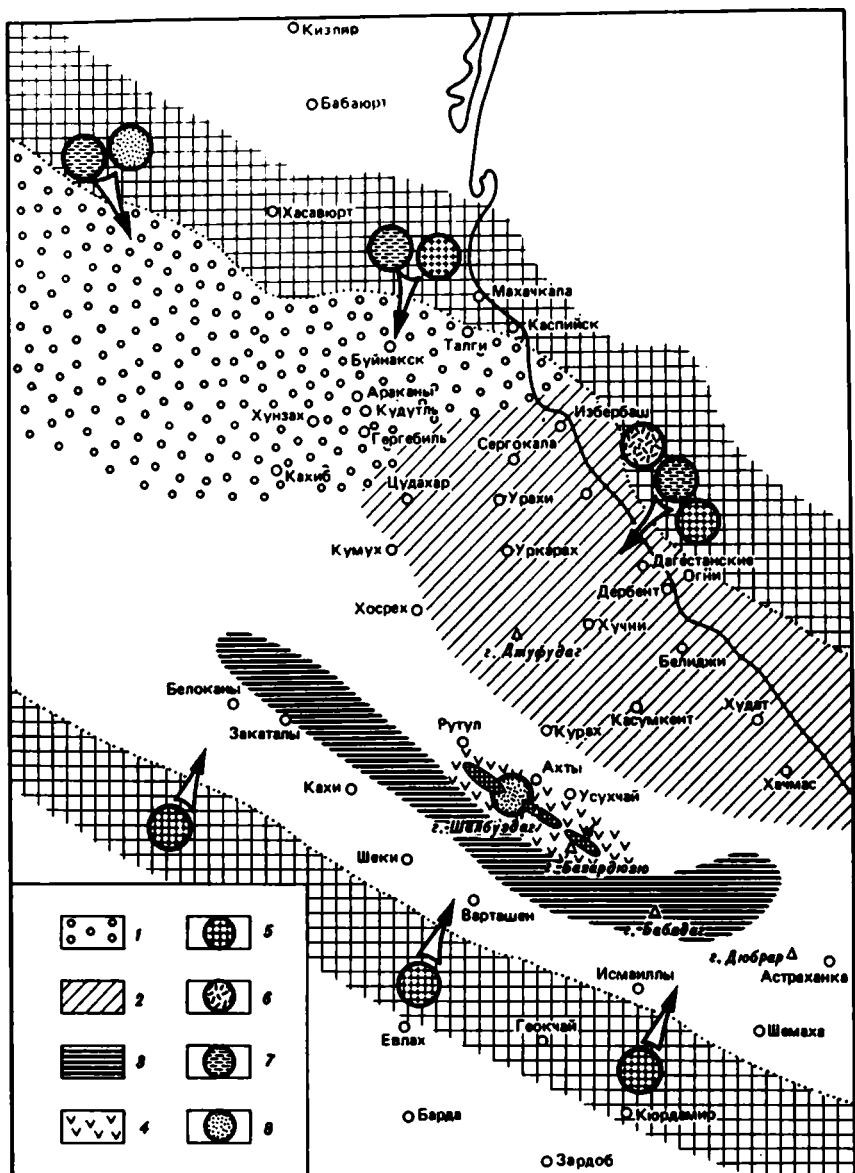 Кизляр
Бабаюрт
Хасавюрт
Махачкала
Каспийск
Талги
Буйнакск
Араканы
Кудутль
Хунзах
Гергебиль
Избербаш
Сергокала
Кахиб
Цудахар
Урахи
Кумух
Уркарах
Дагестанские
Огни
Дербент
Хосрех
Хучни
г. Джуфудаг
Белиджи
Белоканы
Закаталы
Рутул
Курах
Касумкент
Худат
Ахты
Кахи
Усухчай
Хачмас
г. Шалбуздаг
Шеки
г. Базардюзю
Варташен
г. Бабадаг
г. Дюбрар
Астраханка
Исмаиллы
Евлах
Геокчай
Шемаха
Барда
Кюрдамир
Зардоб
1
5
2
6
3
7
4
8